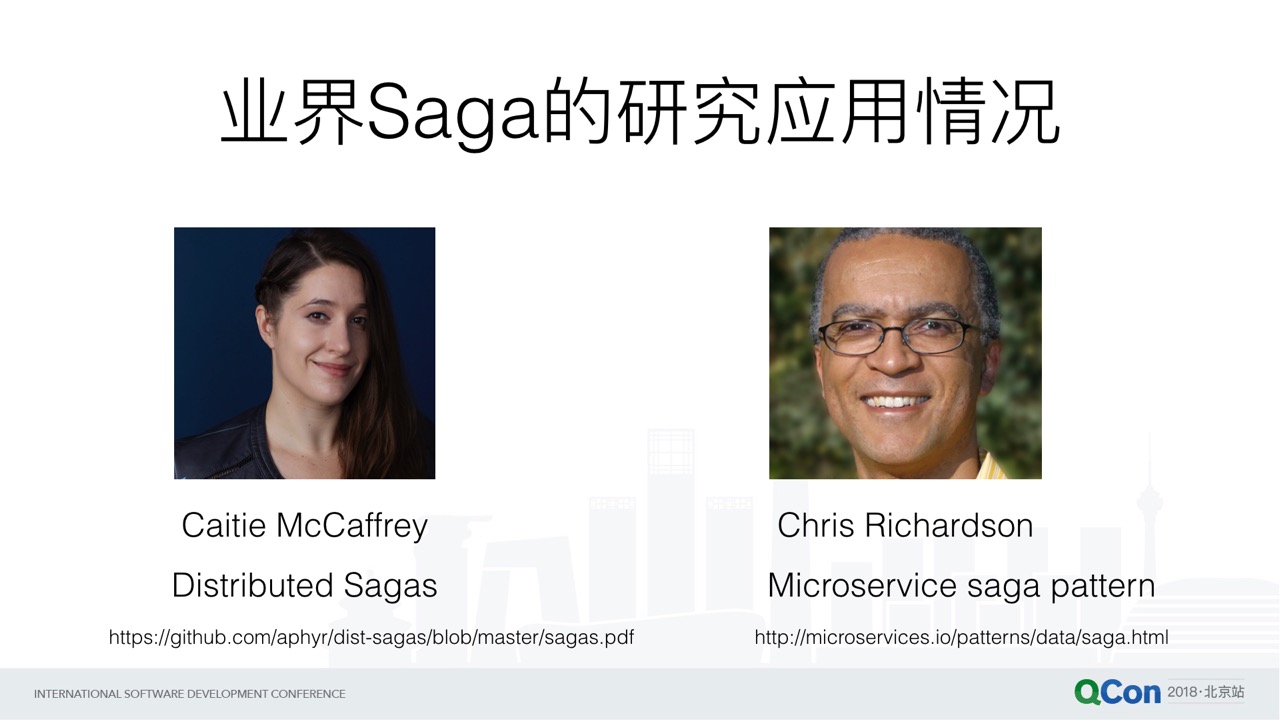 业界Saga的研究应用情况
Caitie McCaffrey
Distributed Sagas
https://github.com/aphyr/dist-sagas/blob/master/sagas.pdf
Chris Richardson
Microservice saga pattern
http://microservices.io/patterns/data/saga.html
INTERNATIONAL SOFTWARE DEVELOPMENT CONFERENCE
QCon 2018·北京站